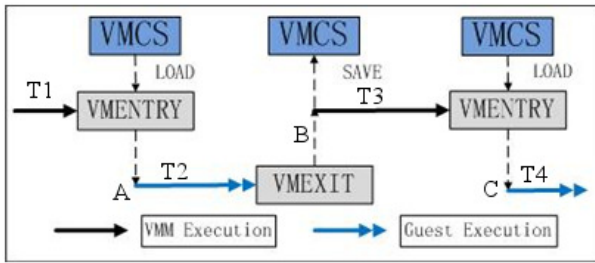 VMCS VMCS VMCS
LOAD SAVE LOAD
T1 VMENTRY T3 VMENTRY
B
A T2 VMEXIT C T4
VMM Execution Guest Execution